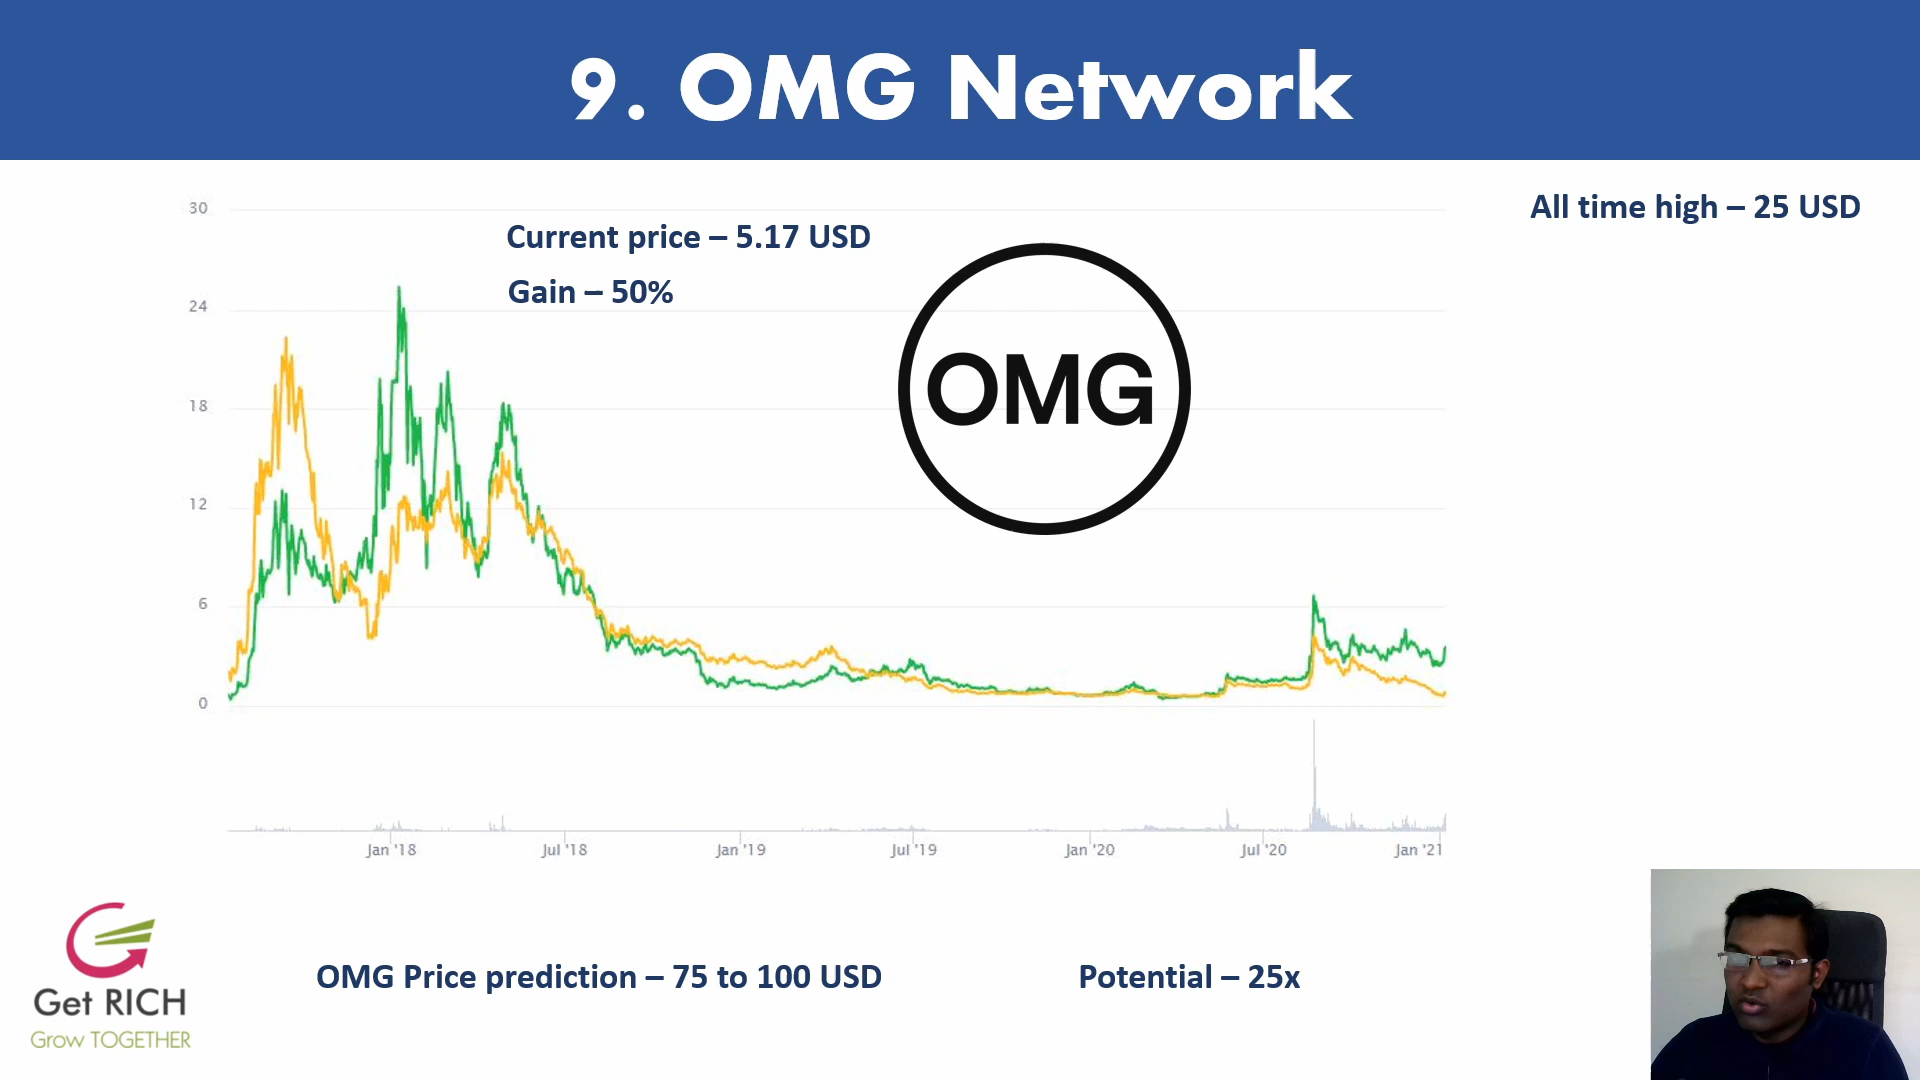 9. OMG Network
All time high – 25 USD
Current price – 5.17 USD
Gain – 50%
OMG
30
24
18
12
6
0
Jan '18
Jul '18
Jan '19
Jul '19
Jan '20
Jul '20
Jan '21
Get RICH
Grow TOGETHER
OMG Price prediction – 75 to 100 USD
Potential – 25x